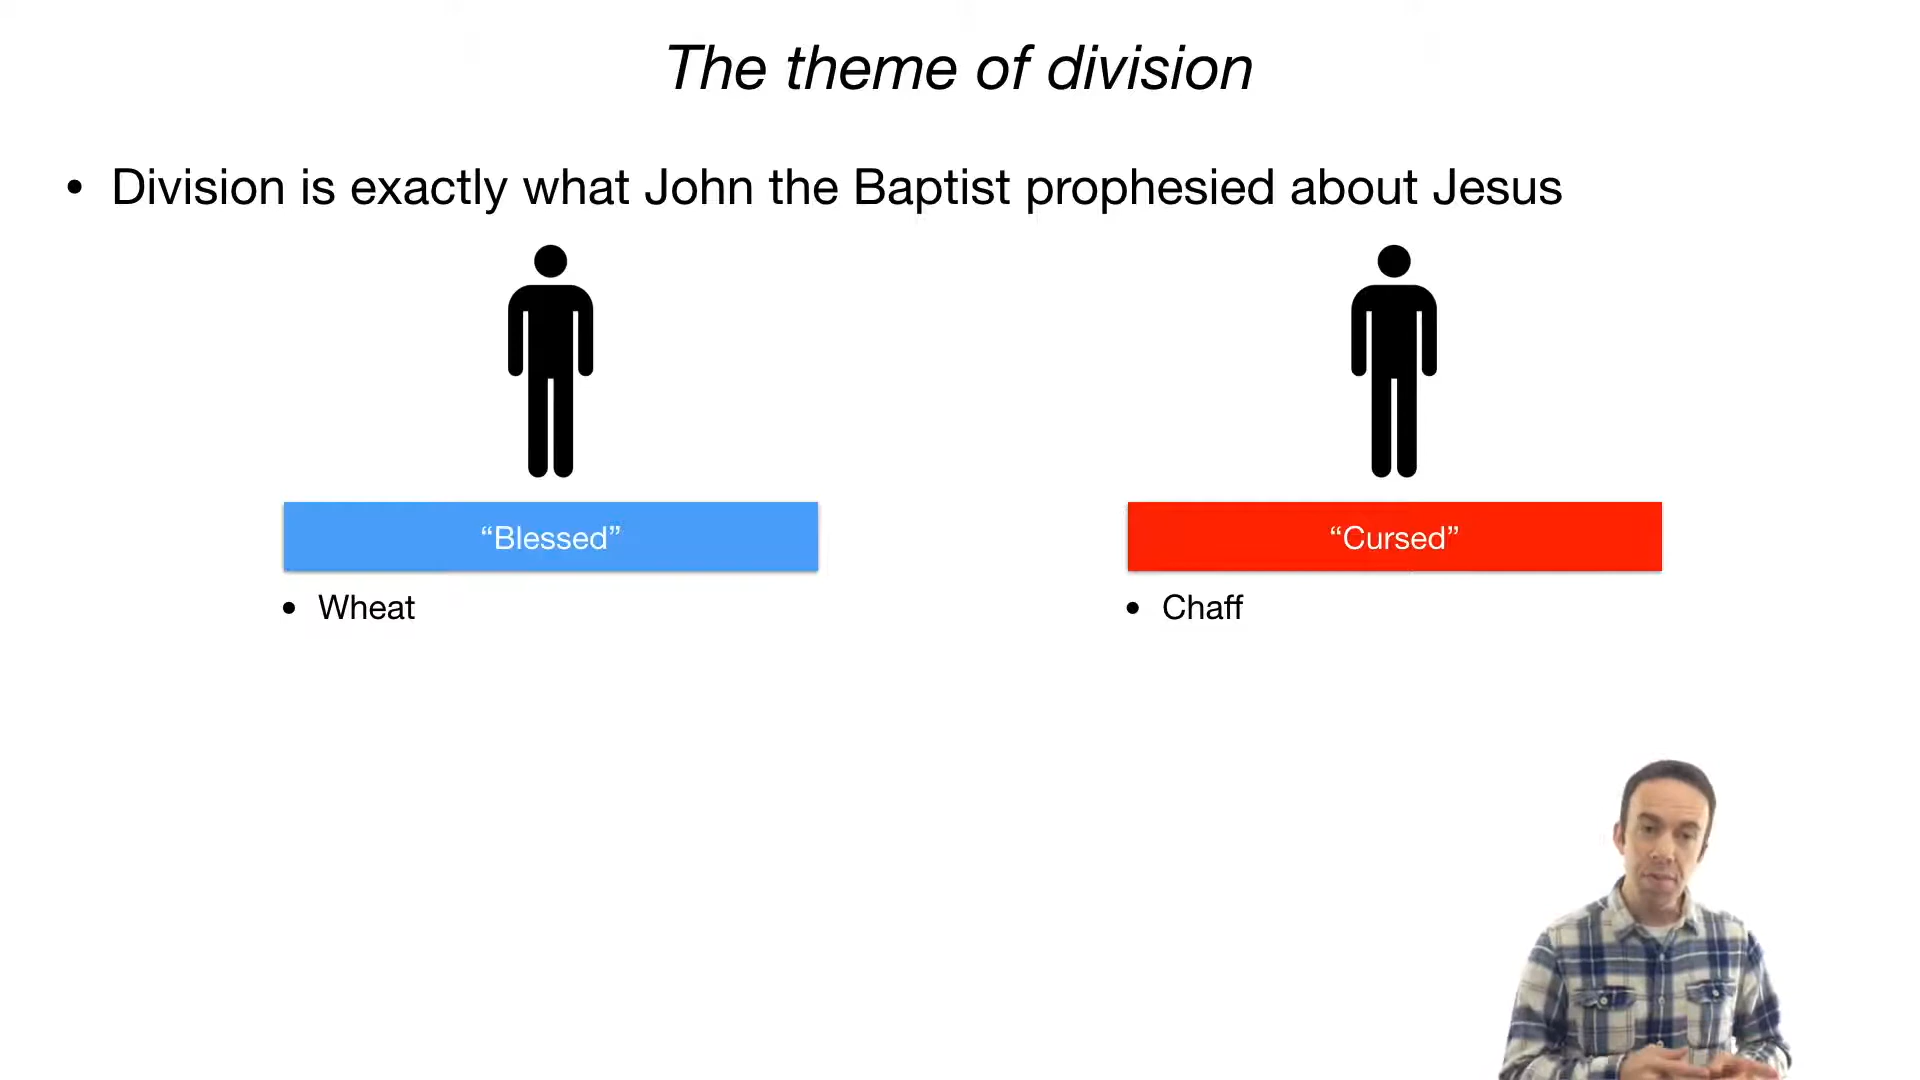 The theme of division
• Division is exactly what John the Baptist prophesied about Jesus
“Blessed”
• Wheat
“Cursed”
• Chaff